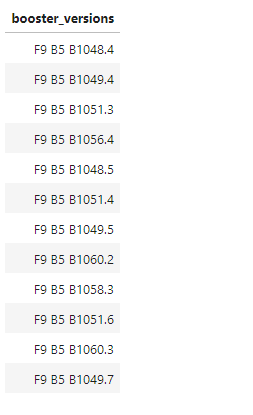 booster_versions
F9 B5 B1048.4
F9 B5 B1049.4
F9 B5 B1051.3
F9 B5 B1056.4
F9 B5 B1048.5
F9 B5 B1051.4
F9 B5 B1049.5
F9 B5 B1060.2
F9 B5 B1058.3
F9 B5 B1051.6
F9 B5 B1060.3
F9 B5 B1049.7